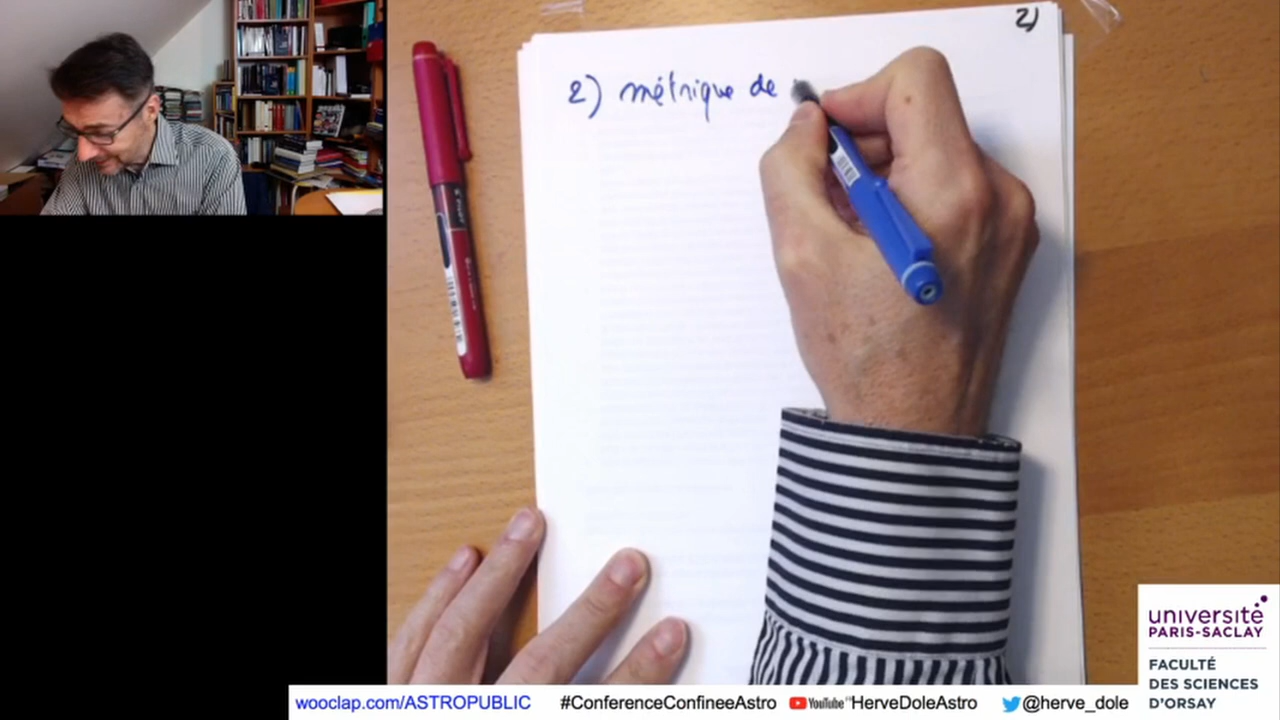 2)
2) métrique de
université
PARIS-SACLAY
FACULTÉ
DES SCIENCES
D'ORSAY
wooclap.com/ASTROPUBLIC #ConferenceConfineeAstro YouTube HerveDoleAstro @herve_dole